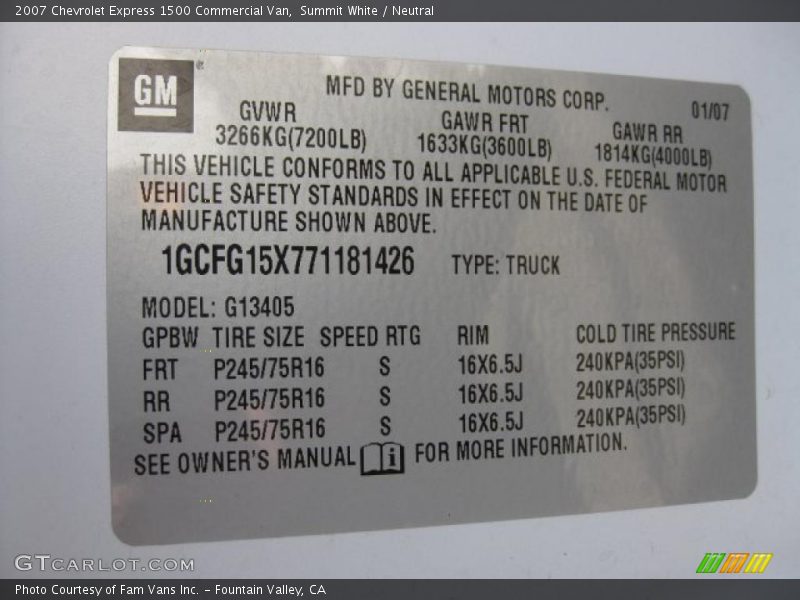 2007 Chevrolet Express 1500 Commercial Van, Summit White / Neutral
GM
MFD BY GENERAL MOTORS CORP. 01/07
GVWR GAWR FRT GAWR RR
3266KG(7200LB) 1633KG(3600LB) 1814KG(4000LB)
THIS VEHICLE CONFORMS TO ALL APPLICABLE U.S. FEDERAL MOTOR
VEHICLE SAFETY STANDARDS IN EFFECT ON THE DATE OF
MANUFACTURE SHOWN ABOVE.
1GCFG15X771181426 TYPE: TRUCK
MODEL: G13405
GPBW TIRE SIZE SPEED RTG RIM COLD TIRE PRESSURE
FRT P245/75R16 S 16X6.5J 240KPA(35PSI)
RR P245/75R16 S 16X6.5J 240KPA(35PSI)
SPA P245/75R16 S 16X6.5J 240KPA(35PSI)
SEE OWNER'S MANUAL i FOR MORE INFORMATION.
GTCARLOT.COM
Photo Courtesy of Fam Vans Inc. - Fountain Valley, CA